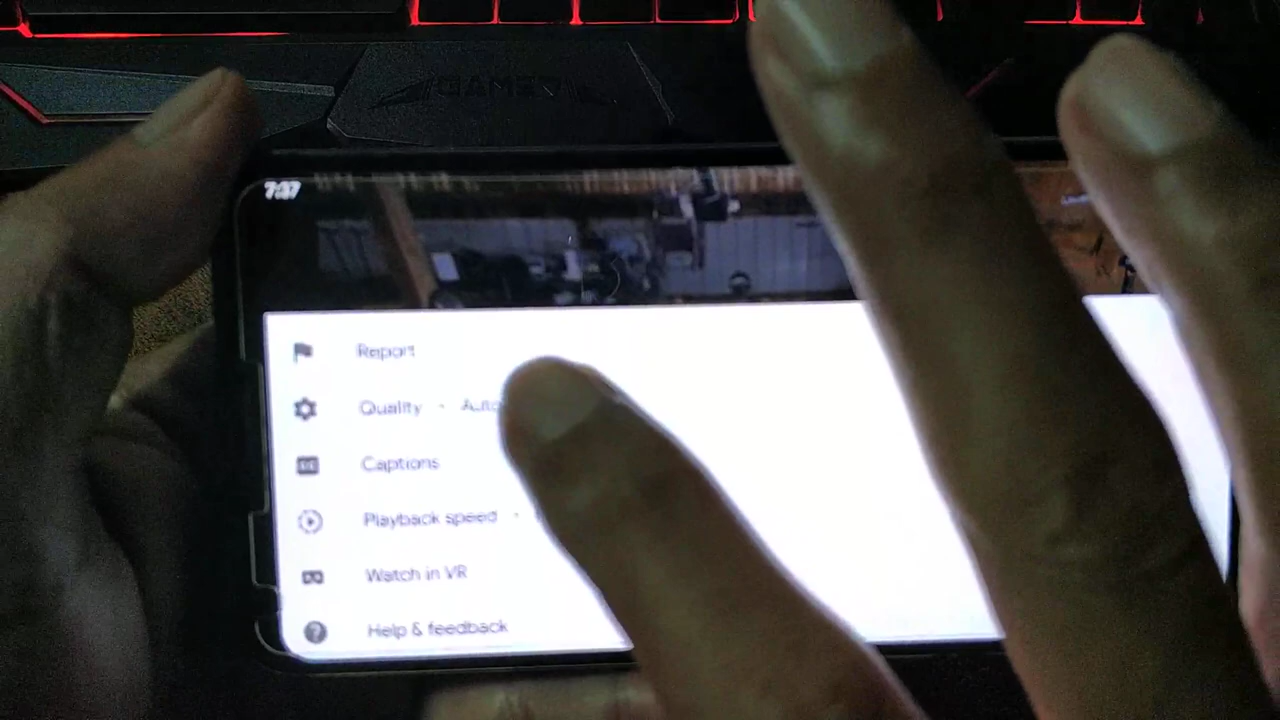 7:37
Report
Quality · Auto
Captions
Playback speed ·
Watch in VR
Help & feedback